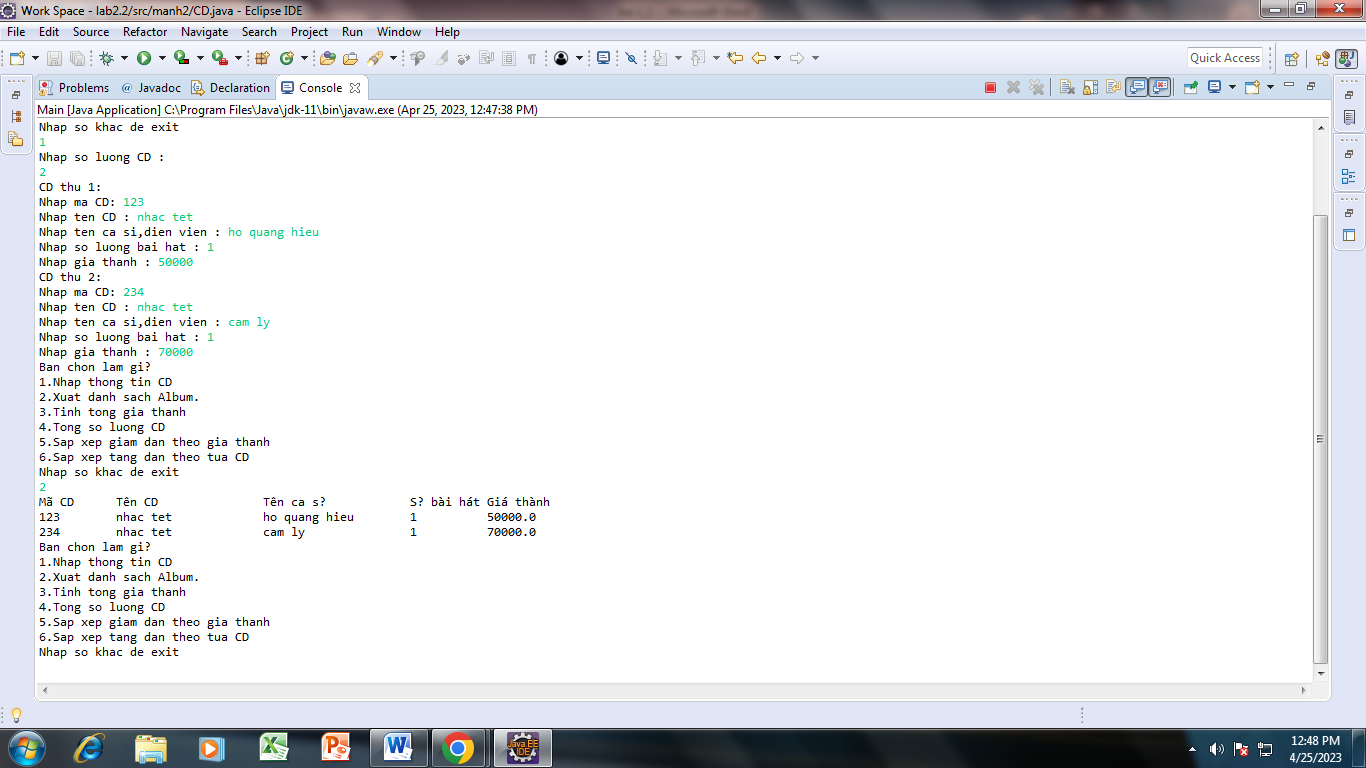 Work Space - lab2.2/src/manh2/CD.java - Eclipse IDE
File Edit Source Refactor Navigate Search Project Run Window Help
Quick Access
Problems @ Javadoc Declaration Console
Main [Java Application] C:\Program Files\Java\jdk-11\bin\javaw.exe (Apr 25, 2023, 12:47:38 PM)
Nhap so khac de exit
1
Nhap so luong CD :
2
CD thu 1:
Nhap ma CD: 123
Nhap ten CD : nhac tet
Nhap ten ca si,dien vien : ho quang hieu
Nhap so luong bai hat : 1
Nhap gia thanh : 50000
CD thu 2:
Nhap ma CD: 234
Nhap ten CD : nhac tet
Nhap ten ca si,dien vien : cam ly
Nhap so luong bai hat : 1
Nhap gia thanh : 70000
Ban chon lam gi?
1.Nhap thong tin CD
2.Xuat danh sach Album.
3.Tinh tong gia thanh
4.Tong so luong CD
5.Sap xep giam dan theo gia thanh
6.Sap xep tang dan theo tua CD
Nhap so khac de exit
2
Mã CD Tên CD Tên ca s? S? bài hát Giá thành
123 nhac tet ho quang hieu 1 50000.0
234 nhac tet cam ly 1 70000.0
Ban chon lam gi?
1.Nhap thong tin CD
2.Xuat danh sach Album.
3.Tinh tong gia thanh
4.Tong so luong CD
5.Sap xep giam dan theo gia thanh
6.Sap xep tang dan theo tua CD
Nhap so khac de exit
Java EE
IDE
12:48 PM
4/25/2023